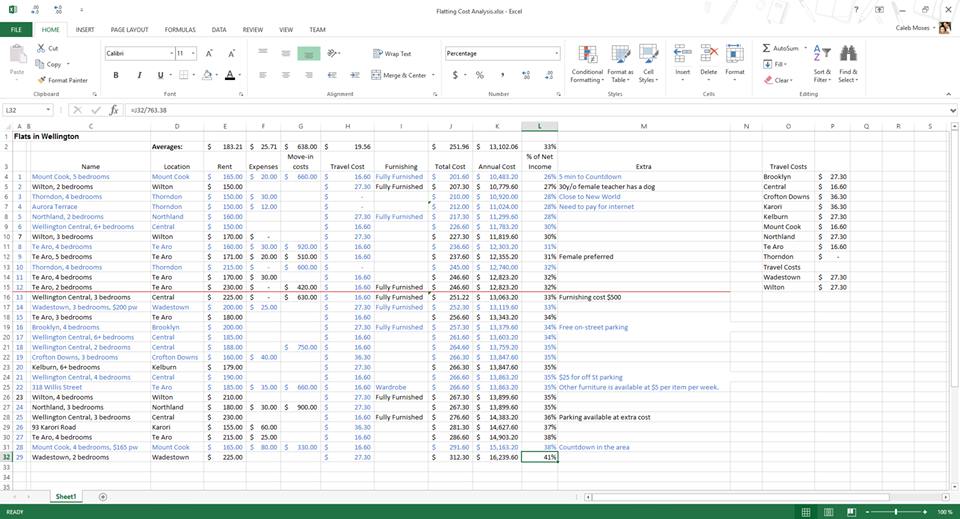 Flatting Cost Analysis.xlsx - Excel
Caleb Moses
FILE HOME INSERT PAGE LAYOUT FORMULAS DATA REVIEW VIEW TEAM
Cut Calibri 11 Wrap Text Percentage AutoSum
Copy Fill
Paste Format Painter B I U Merge & Center $ % Conditional Formatting Format as Table Cell Styles Insert Delete Format Clear Sort & Filter Find & Select
Clipboard Font Alignment Number Styles Cells Editing
L32 fx =J32/763.38
A B C D E F G H I J K L M N O P Q R S
1 Flats in Wellington
2 Averages: $ 183.21 $ 25.71 $ 638.00 $ 19.56 $ 251.96 $ 13,102.06 33%
3 Name Location Rent Expenses Move-in costs Travel Cost Furnishing Total Cost Annual Cost % of Net Income Extra Travel Costs
4 1 Mount Cook, 5 bedrooms Mount Cook $ 165.00 $ 20.00 $ 660.00 $ 16.60 Fully Furnished $ 201.60 $ 10,483.20 26% 5 min to Countdown Brooklyn $ 27.30
5 2 Wilton, 2 bedrooms Wilton $ 150.00 $ 27.30 Fully Furnished $ 207.30 $ 10,779.60 27% 30y/o female teacher has a dog Central $ 16.60
6 3 Thorndon, 4 bedrooms Thorndon $ 150.00 $ 30.00 $ - $ 210.00 $ 10,920.00 28% Close to New World Crofton Downs $ 36.30
7 4 Aurora Terrace Thorndon $ 150.00 $ 12.00 $ - $ 212.00 $ 11,024.00 28% Need to pay for internet Karori $ 36.30
8 5 Northland, 2 bedrooms Northland $ 160.00 $ 27.30 Fully Furnished $ 217.30 $ 11,299.60 28% Kelburn $ 27.30
9 6 Wellington Central, 6+ bedrooms Central $ 150.00 $ 16.60 $ 226.60 $ 11,783.20 30% Mount Cook $ 16.60
10 7 Wilton, 3 bedrooms Wilton $ 170.00 $ - $ 27.30 $ 227.30 $ 11,819.60 30% Northland $ 27.30
11 8 Te Aro, 4 bedrooms Te Aro $ 160.00 $ 30.00 $ 920.00 $ 16.60 $ 236.60 $ 12,303.20 31% Te Aro $ 16.60
12 9 Te Aro, 5 bedrooms Te Aro $ 171.00 $ 20.00 $ 510.00 $ 16.60 $ 237.60 $ 12,355.20 31% Female preferred Thorndon $ -
13 10 Thorndon, 4 bedrooms Thorndon $ 215.00 $ - $ 600.00 $ - $ 245.00 $ 12,740.00 32% Travel Costs
14 11 Te Aro, 4 bedrooms Te Aro $ 170.00 $ 30.00 $ 16.60 $ 246.60 $ 12,823.20 32% Wadestown $ 27.30
15 12 Te Aro, 2 bedrooms Te Aro $ 230.00 $ - $ 420.00 $ 16.60 Fully Furnished $ 246.60 $ 12,823.20 32% Wilton $ 27.30
16 13 Wellington Central, 3 bedrooms Central $ 225.00 $ - $ 630.00 $ 16.60 Fully Furnished $ 251.22 $ 13,063.20 33% Furnishing cost $500
17 14 Wadestown, 3 bedrooms, $200 pw Wadestown $ 200.00 $ 25.00 $ 27.30 Fully Furnished $ 252.30 $ 13,119.60 33%
18 15 Te Aro, 3 bedrooms Te Aro $ 180.00 $ 16.60 $ 256.60 $ 13,343.20 34%
19 16 Brooklyn, 4 bedrooms Brooklyn $ 200.00 $ 27.30 Fully Furnished $ 257.30 $ 13,379.60 34% Free on-street parking
20 17 Wellington Central, 6+ bedrooms Central $ 185.00 $ 16.60 $ 261.60 $ 13,603.20 34%
21 18 Wellington Central, 2 bedrooms Central $ 188.00 $ 750.00 $ 16.60 $ 264.60 $ 13,759.20 35%
22 19 Crofton Downs, 3 bedrooms Crofton Downs $ 160.00 $ 40.00 $ 36.30 $ 266.30 $ 13,847.60 35%
23 20 Kelburn, 6+ bedrooms Kelburn $ 179.00 $ 27.30 $ 266.30 $ 13,847.60 35%
24 21 Wellington Central, 4 bedrooms Central $ 190.00 $ 16.60 $ 266.60 $ 13,863.20 35% $25 for off St parking
25 22 318 Willis Street Te Aro $ 185.00 $ 35.00 $ 660.00 $ 16.60 Wardrobe $ 266.60 $ 13,863.20 35% Other furniture is available at $5 per item per week.
26 23 Wilton, 4 bedrooms Wilton $ 210.00 $ 27.30 Fully Furnished $ 267.30 $ 13,899.60 35%
27 24 Northland, 3 bedrooms Northland $ 180.00 $ 30.00 $ 900.00 $ 27.30 $ 267.30 $ 13,899.60 35%
28 25 Wellington Central, 3 bedrooms Central $ 230.00 $ 16.60 Fully Furnished $ 276.60 $ 14,383.20 36% Parking available at extra cost
29 26 93 Karori Road Karori $ 155.00 $ 60.00 $ 36.30 $ 281.30 $ 14,627.60 37%
30 27 Te Aro, 4 bedrooms Te Aro $ 215.00 $ 25.00 $ 16.60 $ 286.60 $ 14,903.20 38%
31 28 Mount Cook, 4 bedrooms, $165 pw Mount Cook $ 165.00 $ 80.00 $ 330.00 $ 16.60 $ 291.60 $ 15,163.20 38% Countdown in the area
32 29 Wadestown, 2 bedrooms Wadestown $ 225.00 $ 27.30 $ 312.30 $ 16,239.60 41%
33
34
35
Sheet1
READY 100 %